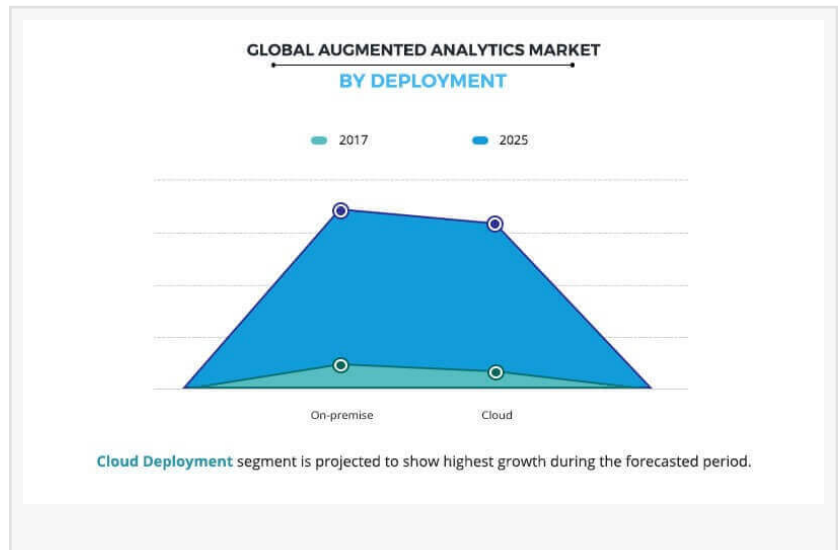 GLOBAL AUGMENTED ANALYTICS MARKET
BY DEPLOYMENT
2017 2025
On-premise Cloud
Cloud Deployment segment is projected to show highest growth during the forecasted period.